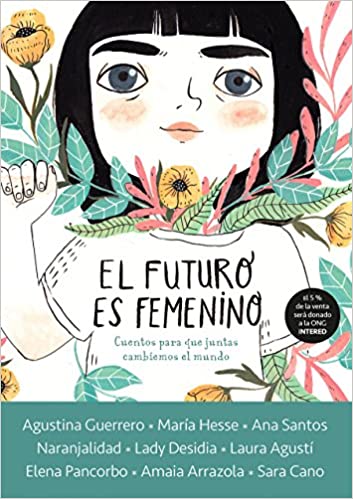 EL FUTURO
ES FEMENINO
Cuentos para que juntas
cambiemos el mundo
El 5 %
de la venta
será donado
a la ONG
INTERED
Agustina Guerrero ▪ María Hesse ▪ Ana Santos
Naranjalidad ▪ Lady Desidia ▪ Laura Agustí
Elena Pancorbo ▪ Amaia Arrazola ▪ Sara Cano